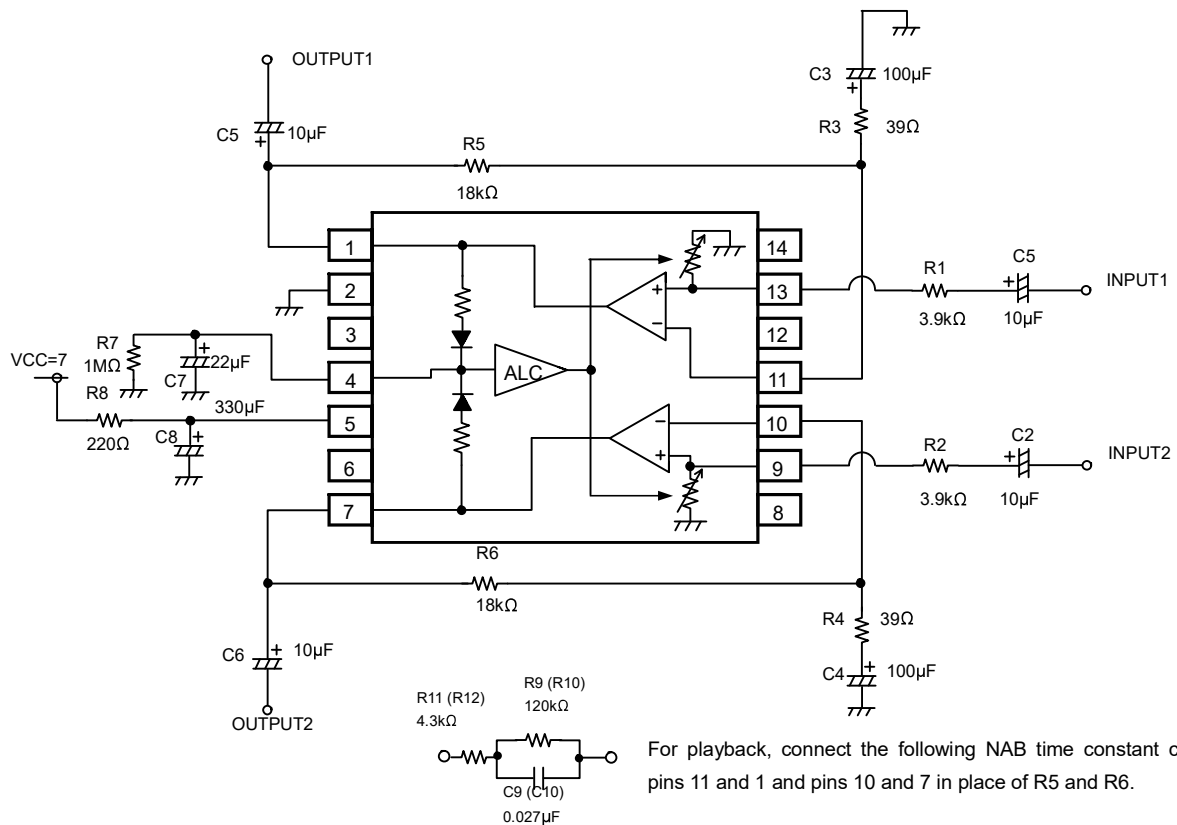 OUTPUT1
C3
100μF
+
C5
10μF
+
R3
39Ω
R5
18kΩ
1
14
+
2
13
R1
3.9kΩ
C5
+
10μF
INPUT1
−
3
12
VCC=7
R7
1MΩ
+
22μF
C7
4
ALC
11
R8
220Ω
330μF
C8
+
5
−
10
6
+
9
R2
3.9kΩ
C2
+
10μF
INPUT2
7
8
R6
18kΩ
R4
39Ω
C6
+
10μF
C4
+
100μF
OUTPUT2
R11 (R12)
4.3kΩ
R9 (R10)
120kΩ
C9 (C10)
0.027μF
For playback, connect the following NAB time constant c
pins 11 and 1 and pins 10 and 7 in place of R5 and R6.